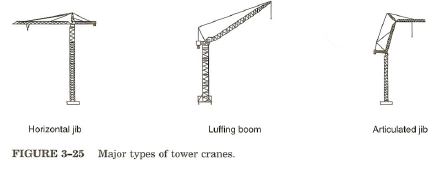 Horizontal jib
Luffing boom
Articulated jib
FIGURE 3–25 Major types of tower cranes.